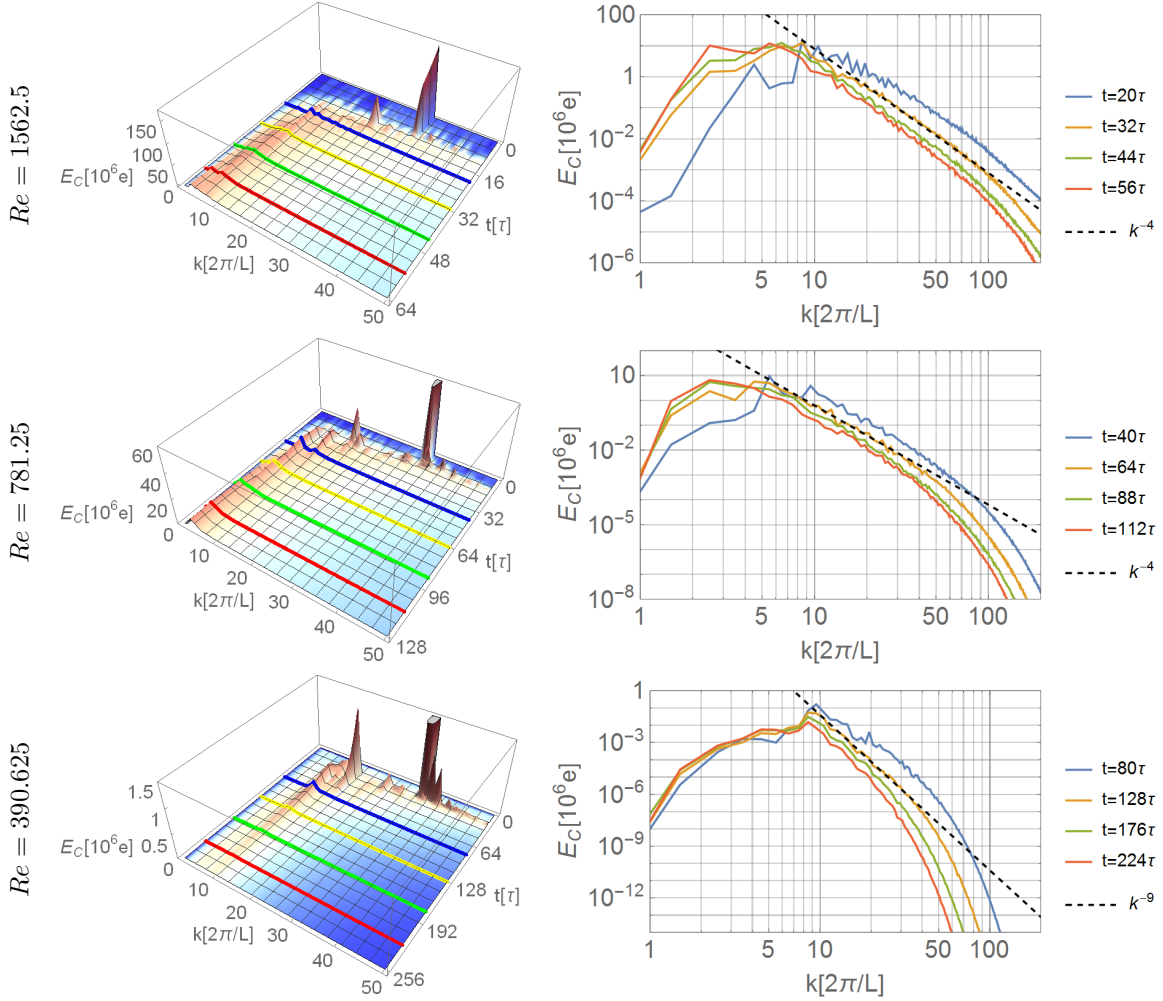 Re = 1562.5
150
100
E_C[10^6e]
50
0
10
20
k[2π/L]
30
40
50
0
16
32
t[τ]
48
64
100
1
10^-2
10^-4
10^-6
E_C[10^6e]
1
5
10
50
100
k[2π/L]
t=20τ
t=32τ
t=44τ
t=56τ
k^-4
Re = 781.25
60
40
E_C[10^6e]
20
0
10
20
k[2π/L]
30
40
50
0
32
64
t[τ]
96
128
10
10^-2
10^-5
10^-8
E_C[10^6e]
1
5
10
50
100
k[2π/L]
t=40τ
t=64τ
t=88τ
t=112τ
k^-4
Re = 390.625
1.5
1
E_C[10^6e]
0.5
0
10
20
k[2π/L]
30
40
50
0
64
128
t[τ]
192
256
1
10^-3
10^-6
10^-9
10^-12
E_C[10^6e]
1
5
10
50
100
k[2π/L]
t=80τ
t=128τ
t=176τ
t=224τ
k^-9